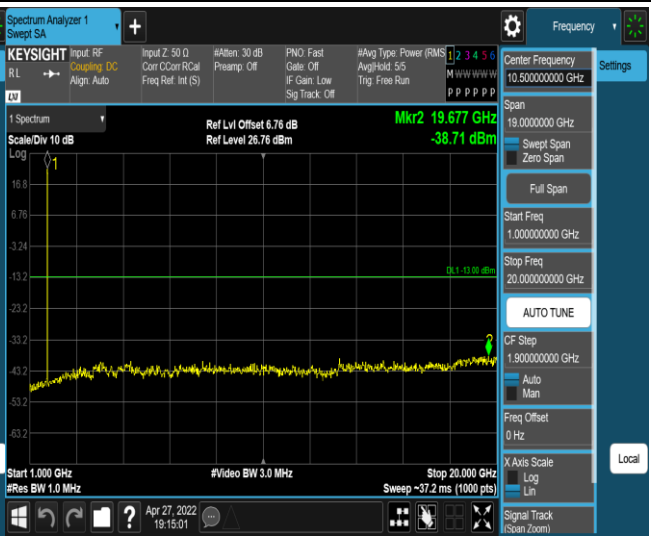 Spectrum Analyzer 1
Swept SA
+
Frequency
KEYSIGHT
R L
LXI
Input: RF
Coupling: DC
Align: Auto
Input Z: 50 Ω
Corr CCorr RCal
Freq Ref: Int (S)
#Atten: 30 dB
Preamp: Off
PNO: Fast
Gate: Off
IF Gain: Low
Sig Track: Off
#Avg Type: Power (RMS
Avg|Hold: 5/5
Trig: Free Run
1 2 3 4 5 6
M W W W W W
P P P P P P
1 Spectrum
Scale/Div 10 dB
Log
Ref Lvl Offset 6.76 dB
Ref Level 26.76 dBm
Mkr2 19.677 GHz
-38.71 dBm
1
16.8
6.76
-3.24
-13.2
DL1 -13.00 dBm
-23.2
-33.2
2
-43.2
-53.2
-63.2
Start 1.000 GHz
#Res BW 1.0 MHz
#Video BW 3.0 MHz
Stop 20.000 GHz
Sweep ~37.2 ms (1000 pts)
Apr 27, 2022
19:15:01
?
Center Frequency
10.500000000 GHz
Span
19.0000000 GHz
Swept Span
Zero Span
Full Span
Start Freq
1.000000000 GHz
Stop Freq
20.000000000 GHz
AUTO TUNE
CF Step
1.900000000 GHz
Auto
Man
Freq Offset
0 Hz
X Axis Scale
Log
Lin
Signal Track
(Span Zoom)
Settings
Local